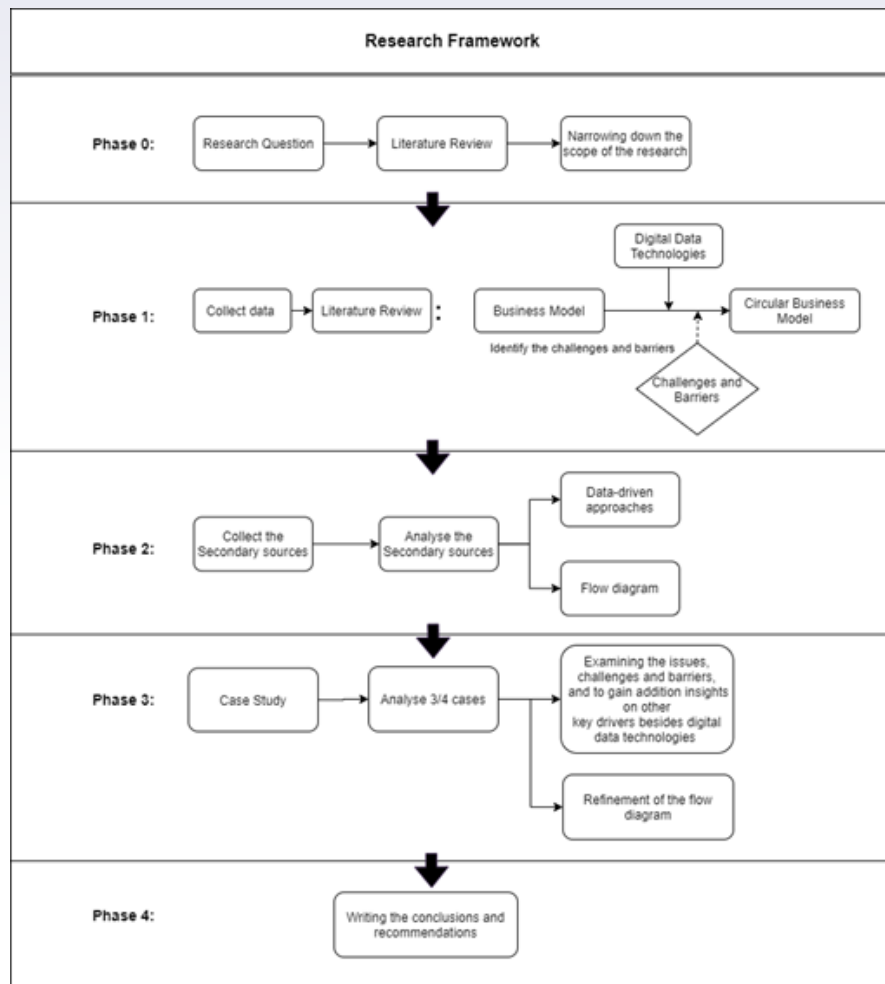 Research Framework
Phase 0:
Research Question
Literature Review
Narrowing down the
scope of the research
Phase 1:
Collect data
Literature Review
:
Business Model
Digital Data
Technologies
Circular Business
Model
Identify the challenges and barriers
Challenges and
Barriers
Phase 2:
Collect the
Secondary sources
Analyse the
Secondary sources
Data-driven
approaches
Flow diagram
Phase 3:
Case Study
Analyse 3/4 cases
Examining the issues,
challenges and barriers,
and to gain addition insights
on other
key drivers besides digital
data technologies
Refinement of the flow
diagram
Phase 4:
Writing the conclusions and
recommendations